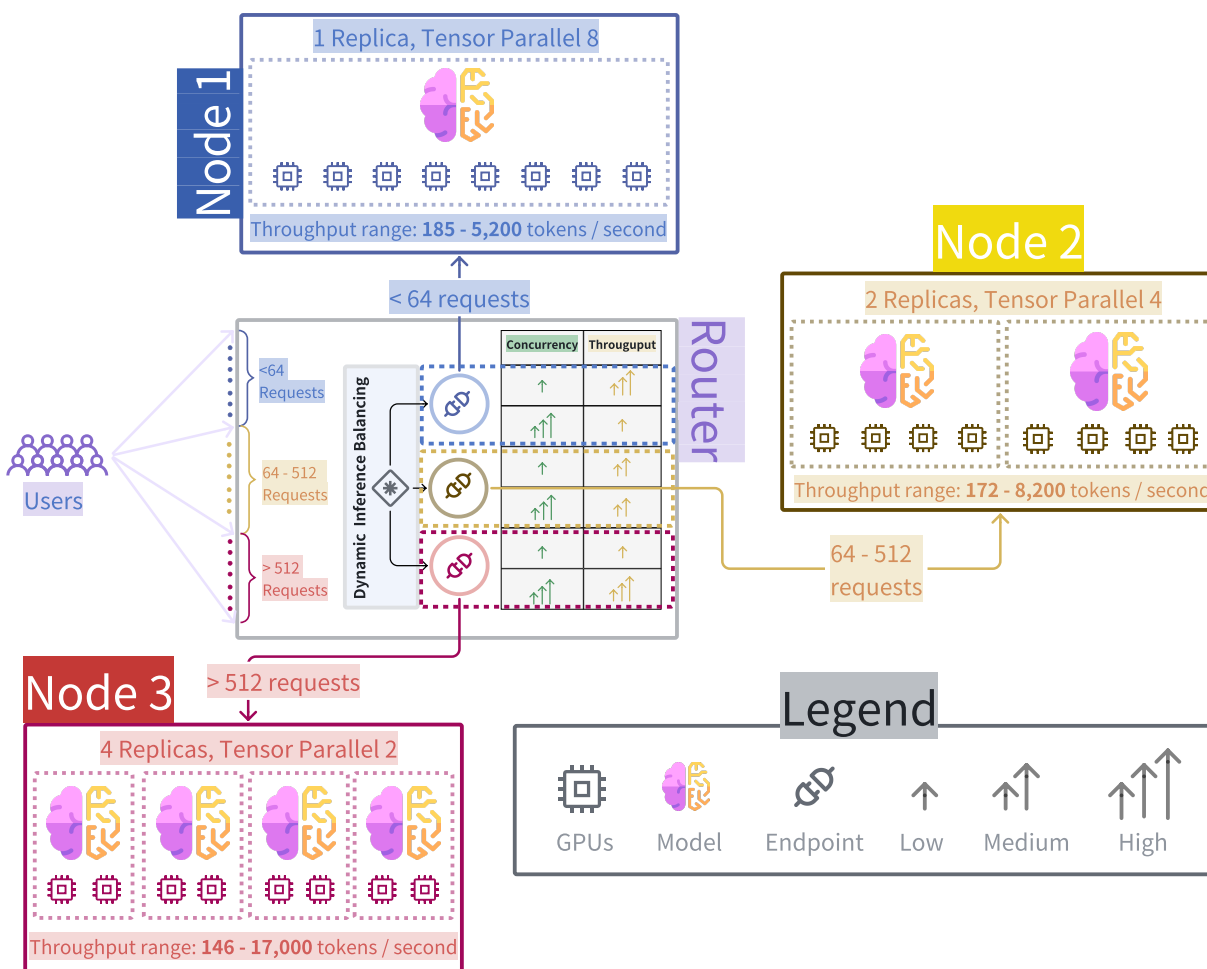 1 Replica, Tensor Parallel 8
Node 1
Throughput range: 185 - 5,200 tokens / second
< 64 requests
Node 2
2 Replicas, Tensor Parallel 4
Throughput range: 172 - 8,200 tokens / second
Router
Concurrency
Througuput
<64
Requests
64 - 512
Requests
> 512
Requests
Dynamic Inference Balancing
Users
64 - 512
requests
> 512 requests
Node 3
4 Replicas, Tensor Parallel 2
Throughput range: 146 - 17,000 tokens / second
Legend
GPUs
Model
Endpoint
Low
Medium
High